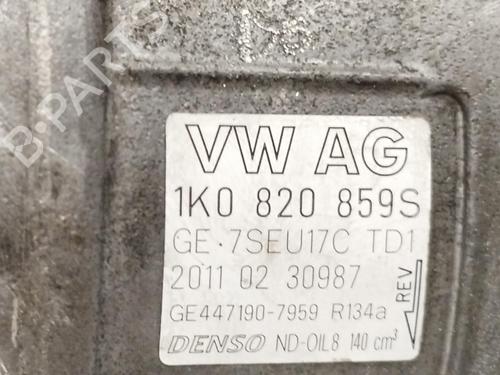 B-PARTS
VW AG
1K0 820 859S
GE·7SEU17C TD1
2011 02 30987
GE447190-7959 R134a
DENSO ND-OIL8 140 cm³
REV